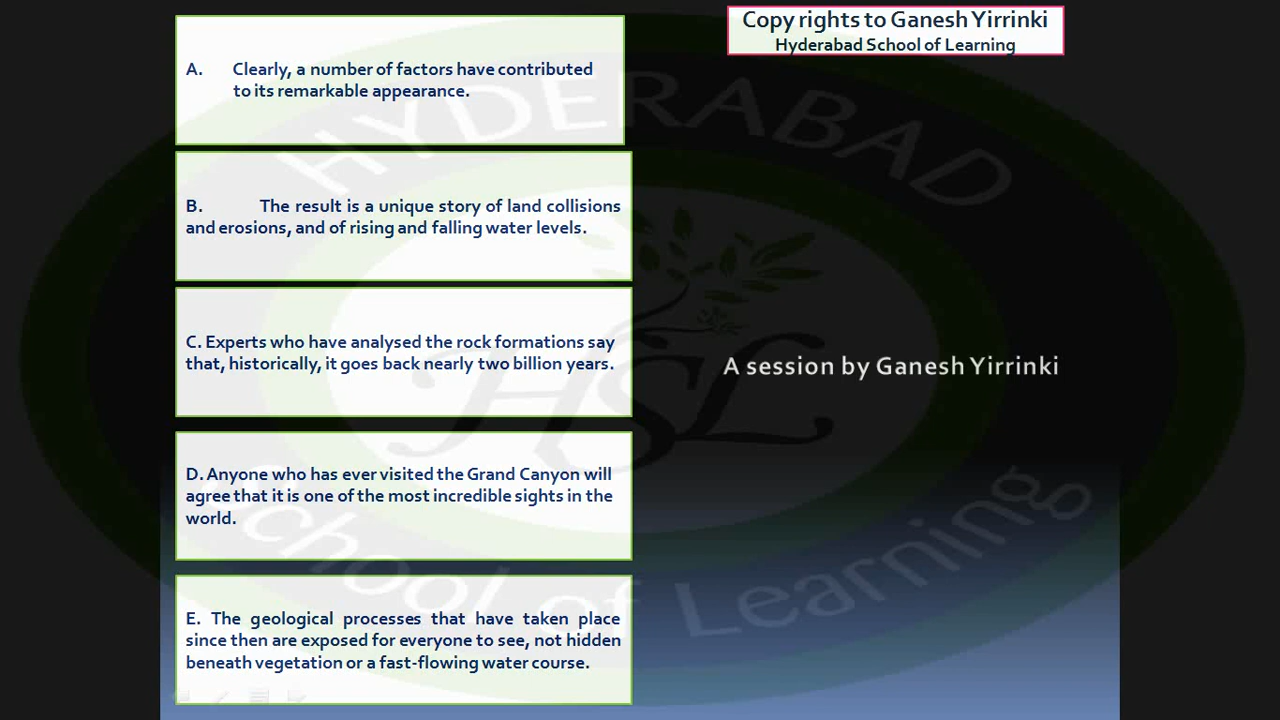 Copy rights to Ganesh Yirrinki
Hyderabad School of Learning
A. Clearly, a number of factors have contributed
to its remarkable appearance.
B. The result is a unique story of land collisions
and erosions, and of rising and falling water levels.
C. Experts who have analysed the rock formations say
that, historically, it goes back nearly two billion years.
D. Anyone who has ever visited the Grand Canyon will
agree that it is one of the most incredible sights in the
world.
E. The geological processes that have taken place
since then are exposed for everyone to see, not hidden
beneath vegetation or a fast-flowing water course.
A session by Ganesh Yirrinki
HYDERABAD
HSL
School of Learning